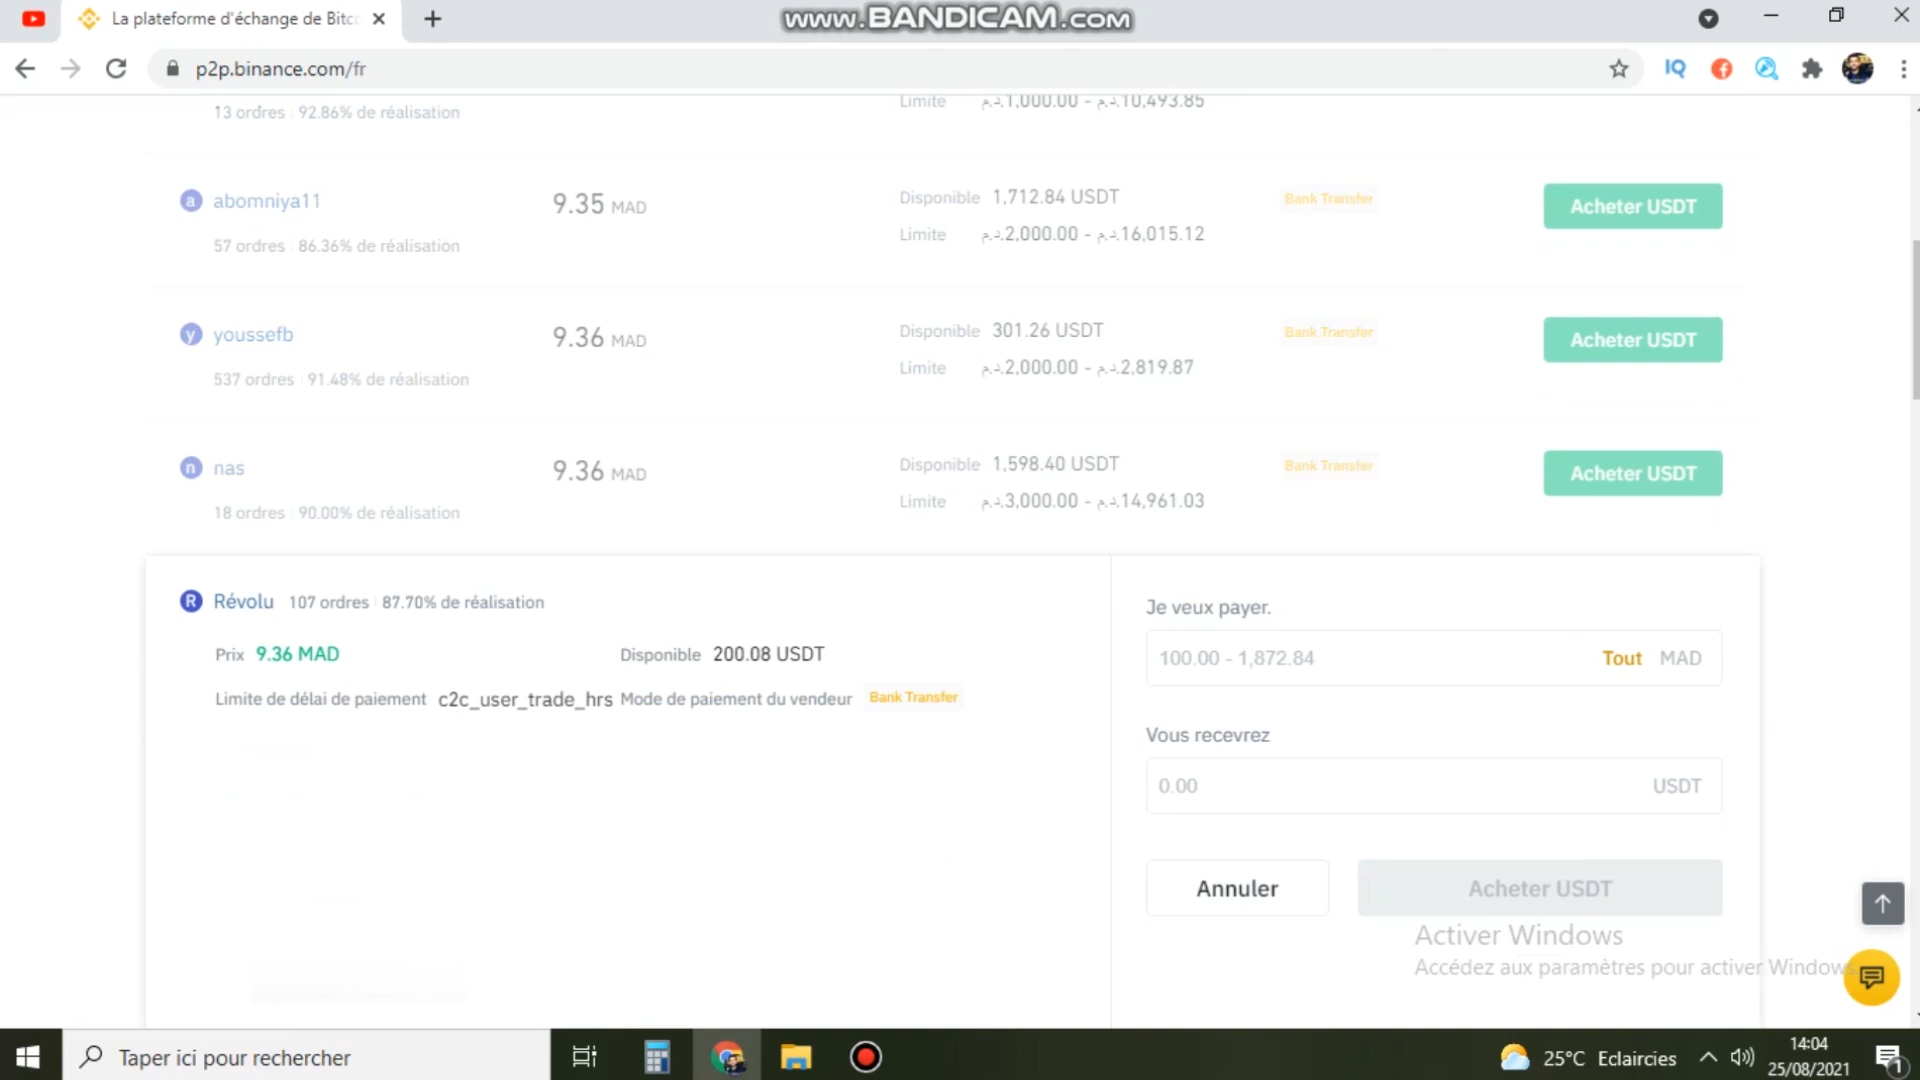 La plateforme d'échange de Bitc
www.BANDICAM.com
p2p.binance.com/fr
IQ
13 ordres 92.86% de réalisation
Limite د.م.1,000.00 - د.م.10,493.85
a abomniya11
9.35 MAD
Disponible 1,712.84 USDT
Bank Transfer
Acheter USDT
57 ordres 86.36% de réalisation
Limite د.م.2,000.00 - د.م.16,015.12
y youssefb
9.36 MAD
Disponible 301.26 USDT
Bank Transfer
Acheter USDT
537 ordres 91.48% de réalisation
Limite د.م.2,000.00 - د.م.2,819.87
n nas
9.36 MAD
Disponible 1,598.40 USDT
Bank Transfer
Acheter USDT
18 ordres 90.00% de réalisation
Limite د.م.3,000.00 - د.م.14,961.03
R Révolu 107 ordres 87.70% de réalisation
Prix 9.36 MAD
Disponible 200.08 USDT
Limite de délai de paiement c2c_user_trade_hrs Mode de paiement du vendeur Bank Transfer
Je veux payer.
100.00 - 1,872.84 Tout MAD
Vous recevrez
0.00 USDT
Annuler
Acheter USDT
Activer Windows
Accédez aux paramètres pour activer Windows.
Taper ici pour rechercher
25°C Eclaircies
14:04
25/08/2021
1